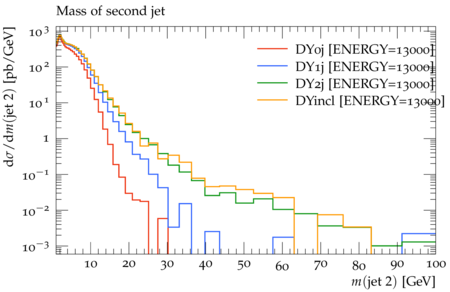 Mass of second jet
dσ/dm(jet 2) [pb/GeV]
10³
10²
10¹
1
10⁻¹
10⁻²
10⁻³
DY0j [ENERGY=13000]
DY1j [ENERGY=13000]
DY2j [ENERGY=13000]
DYincl [ENERGY=13000]
10 20 30 40 50 60 70 80 90 100
m(jet 2) [GeV]